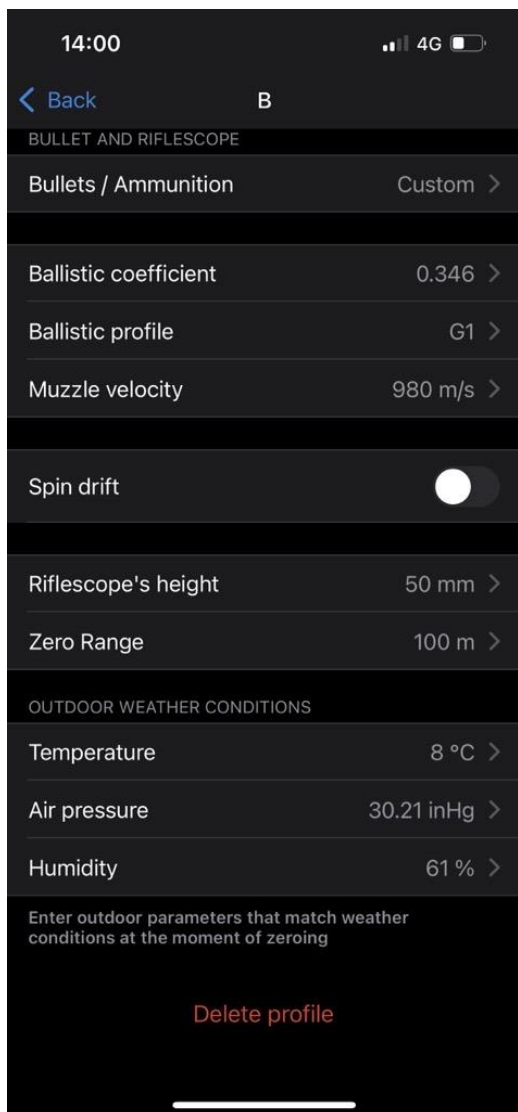 14:00
4G
Back
B
BULLET AND RIFLESCOPE
Bullets / Ammunition Custom
Ballistic coefficient 0.346
Ballistic profile G1
Muzzle velocity 980 m/s
Spin drift
Riflescope's height 50 mm
Zero Range 100 m
OUTDOOR WEATHER CONDITIONS
Temperature 8 °C
Air pressure 30.21 inHg
Humidity 61 %
Enter outdoor parameters that match weather
conditions at the moment of zeroing
Delete profile